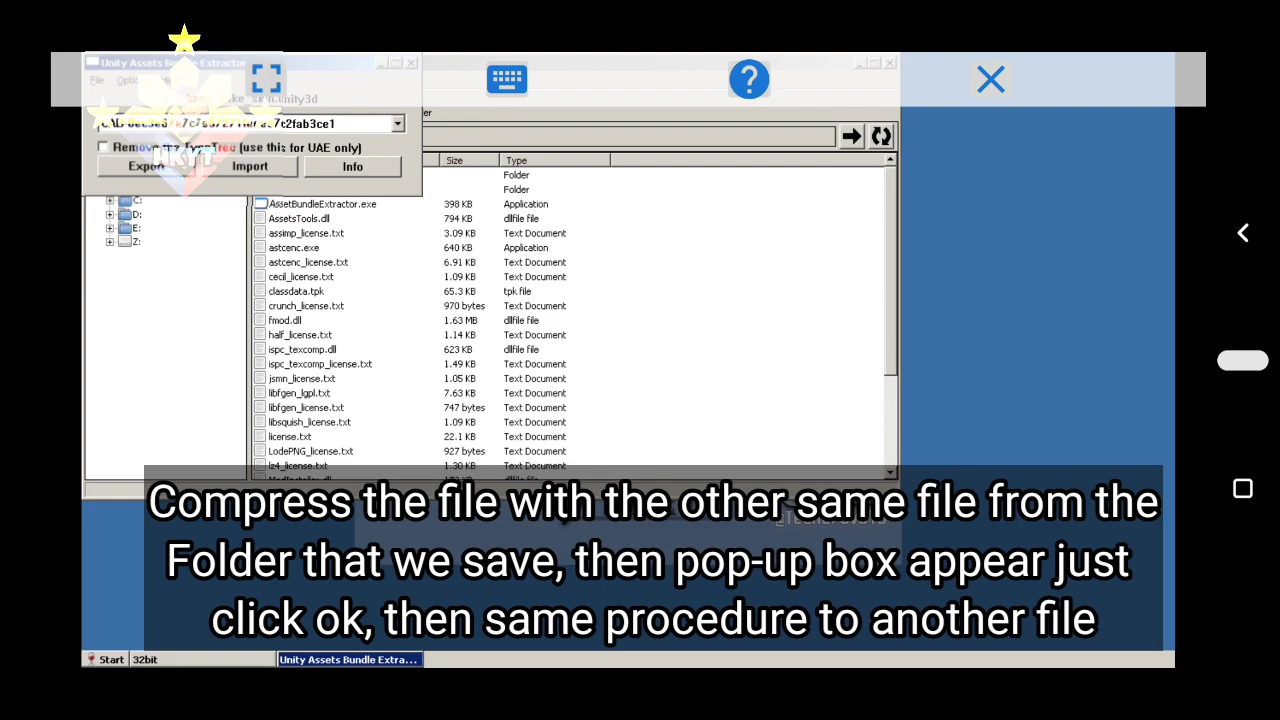 Unity Assets Bundle Extractor
File
Remove the TypeTree (use this for UAE only)
Export
Import
Info
HKYT
Size
Type
Folder
Folder
C:
AssetBundleExtractor.exe 398 KB Application
D:
AssetsTools.dll 794 KB dllfile file
E:
assimp_license.txt 3.09 KB Text Document
Z:
astcenc.exe 640 KB Application
astcenc_license.txt 6.91 KB Text Document
cecil_license.txt 1.09 KB Text Document
classdata.tpk 65.3 KB tpk file
crunch_license.txt 970 bytes Text Document
fmod.dll 1.63 MB dllfile file
half_license.txt 1.14 KB Text Document
ispc_texcomp.dll 623 KB dllfile file
ispc_texcomp_license.txt 1.49 KB Text Document
jsmn_license.txt 1.05 KB Text Document
libfgen_lgpl.txt 7.63 KB Text Document
libfgen_license.txt 747 bytes Text Document
libsquish_license.txt 1.09 KB Text Document
license.txt 22.1 KB Text Document
LodePNG_license.txt 927 bytes Text Document
lz4_license.txt 1.30 KB Text Document
Compress the file with the other same file from the
Folder that we save, then pop-up box appear just
click ok, then same procedure to another file
Start
32bit
Unity Assets Bundle Extra...